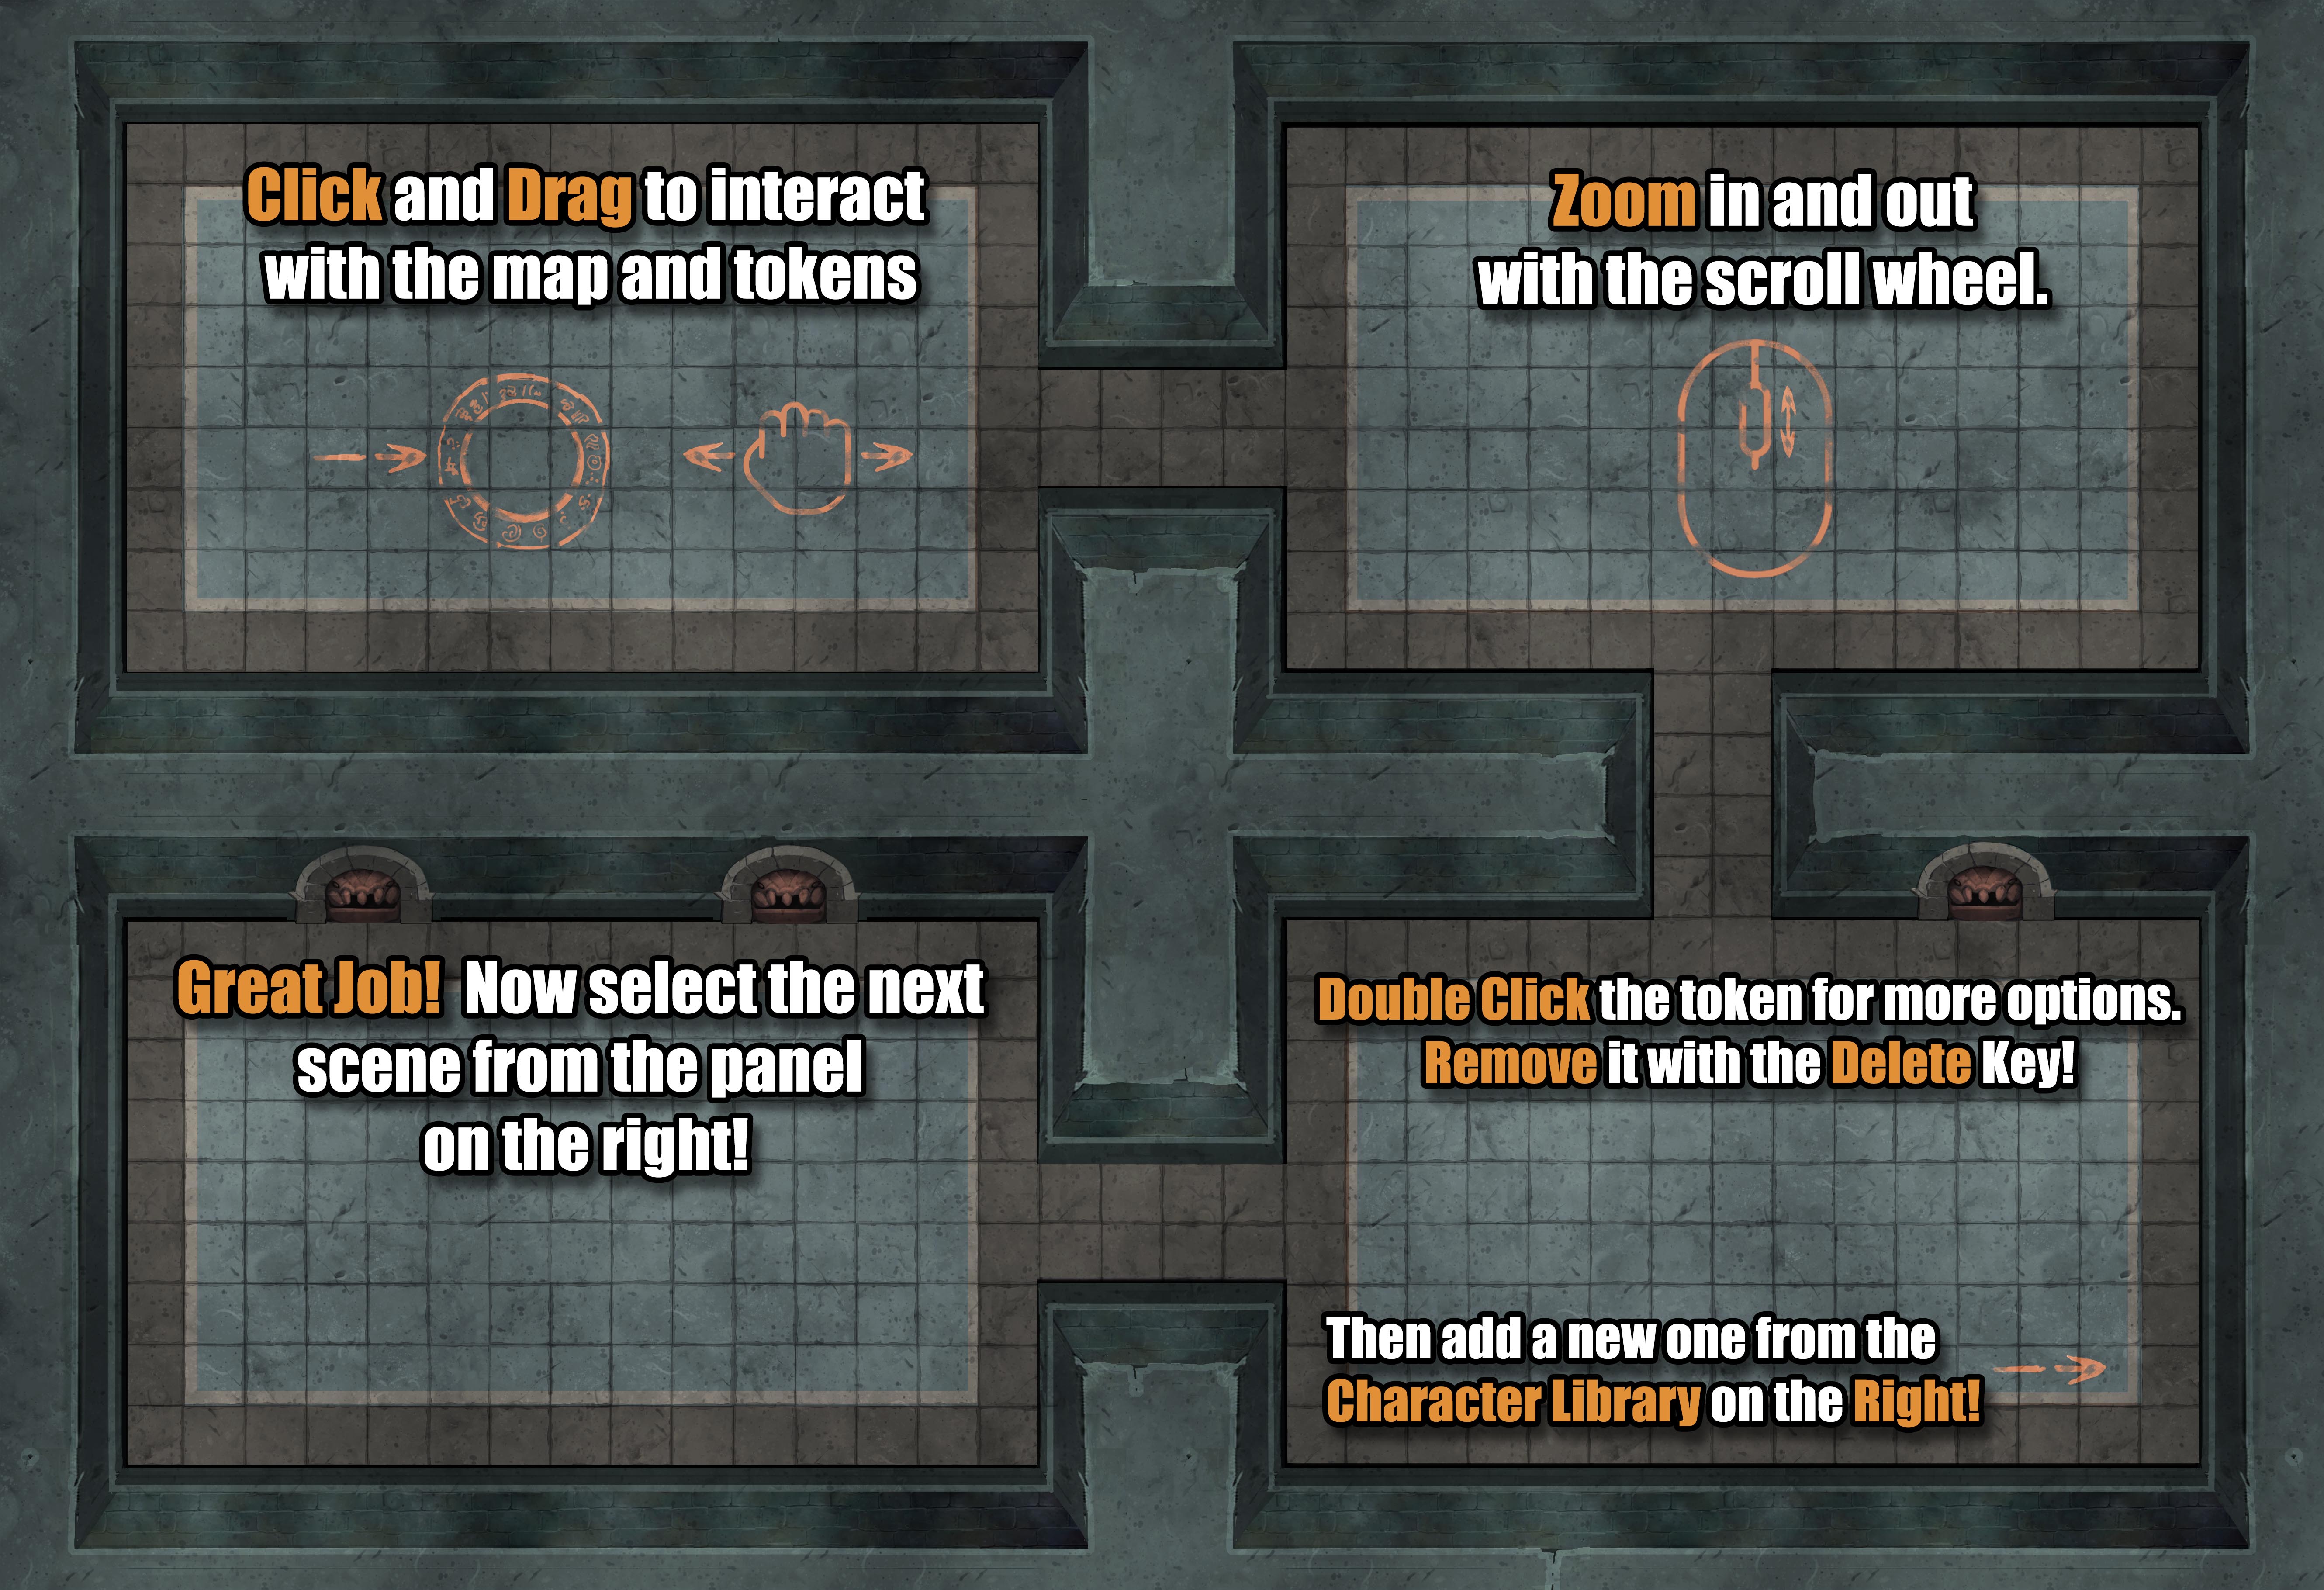 Click and Drag to interact
with the map and tokens
Zoom in and out
with the scroll wheel.
Great Job! Now select the next
scene from the panel
on the right!
Double Click the token for more options.
Remove it with the Delete Key!
Then add a new one from the
Character Library on the Right!